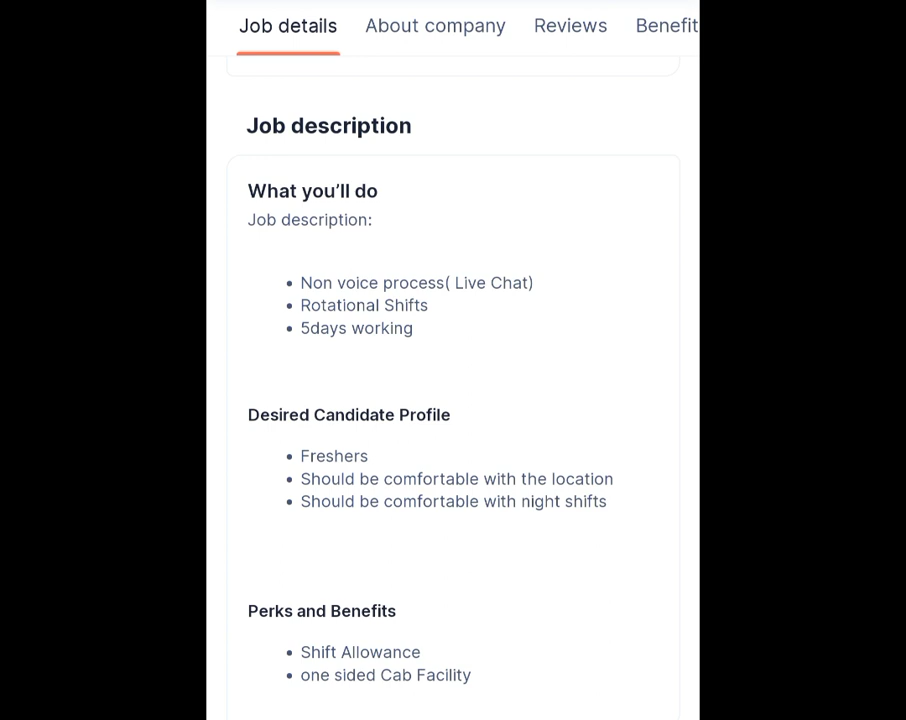 Job details About company Reviews Benefit
Job description
What you’ll do
Job description:
• Non voice process( Live Chat)
• Rotational Shifts
• 5days working
Desired Candidate Profile
• Freshers
• Should be comfortable with the location
• Should be comfortable with night shifts
Perks and Benefits
• Shift Allowance
• one sided Cab Facility